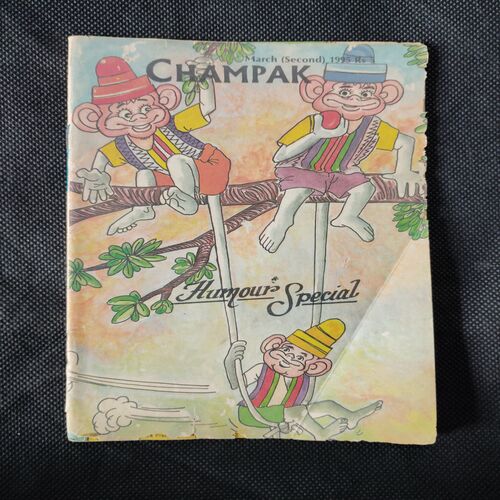 March (Second) 1995 Rs
CHAMPAK
Humour Special